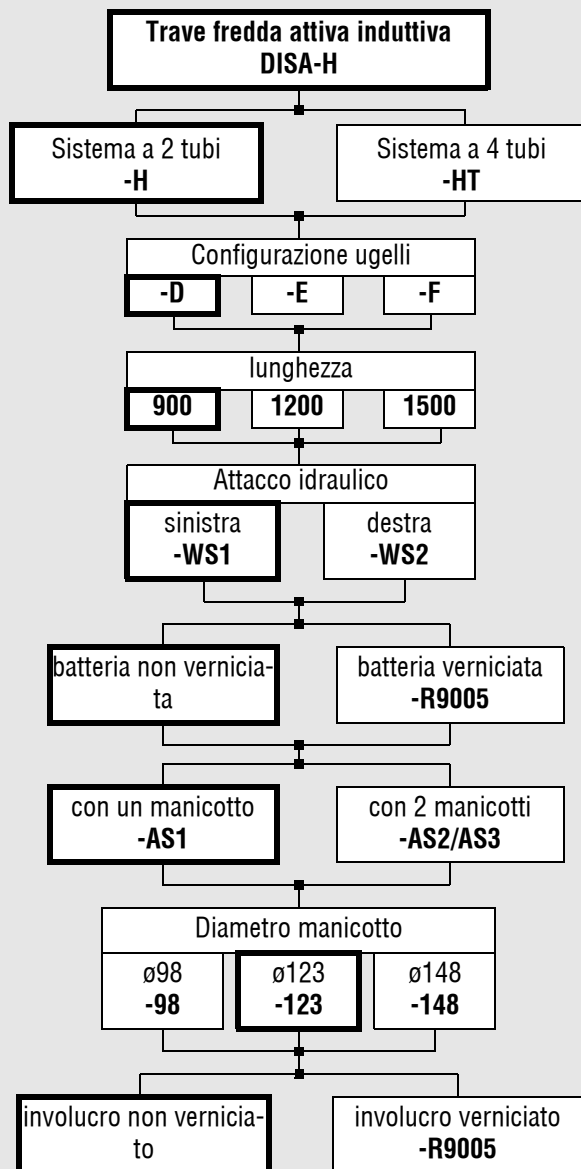 Trave fredda attiva induttiva
DISA-H
Sistema a 2 tubi
-H
Sistema a 4 tubi
-HT
Configurazione ugelli
-D
-E
-F
lunghezza
900
1200
1500
Attacco idraulico
sinistra
-WS1
destra
-WS2
batteria non vernicia-
ta
batteria verniciata
-R9005
con un manicotto
-AS1
con 2 manicotti
-AS2/AS3
Diametro manicotto
ø98
-98
ø123
-123
ø148
-148
involucro non vernicia-
to
involucro verniciato
-R9005